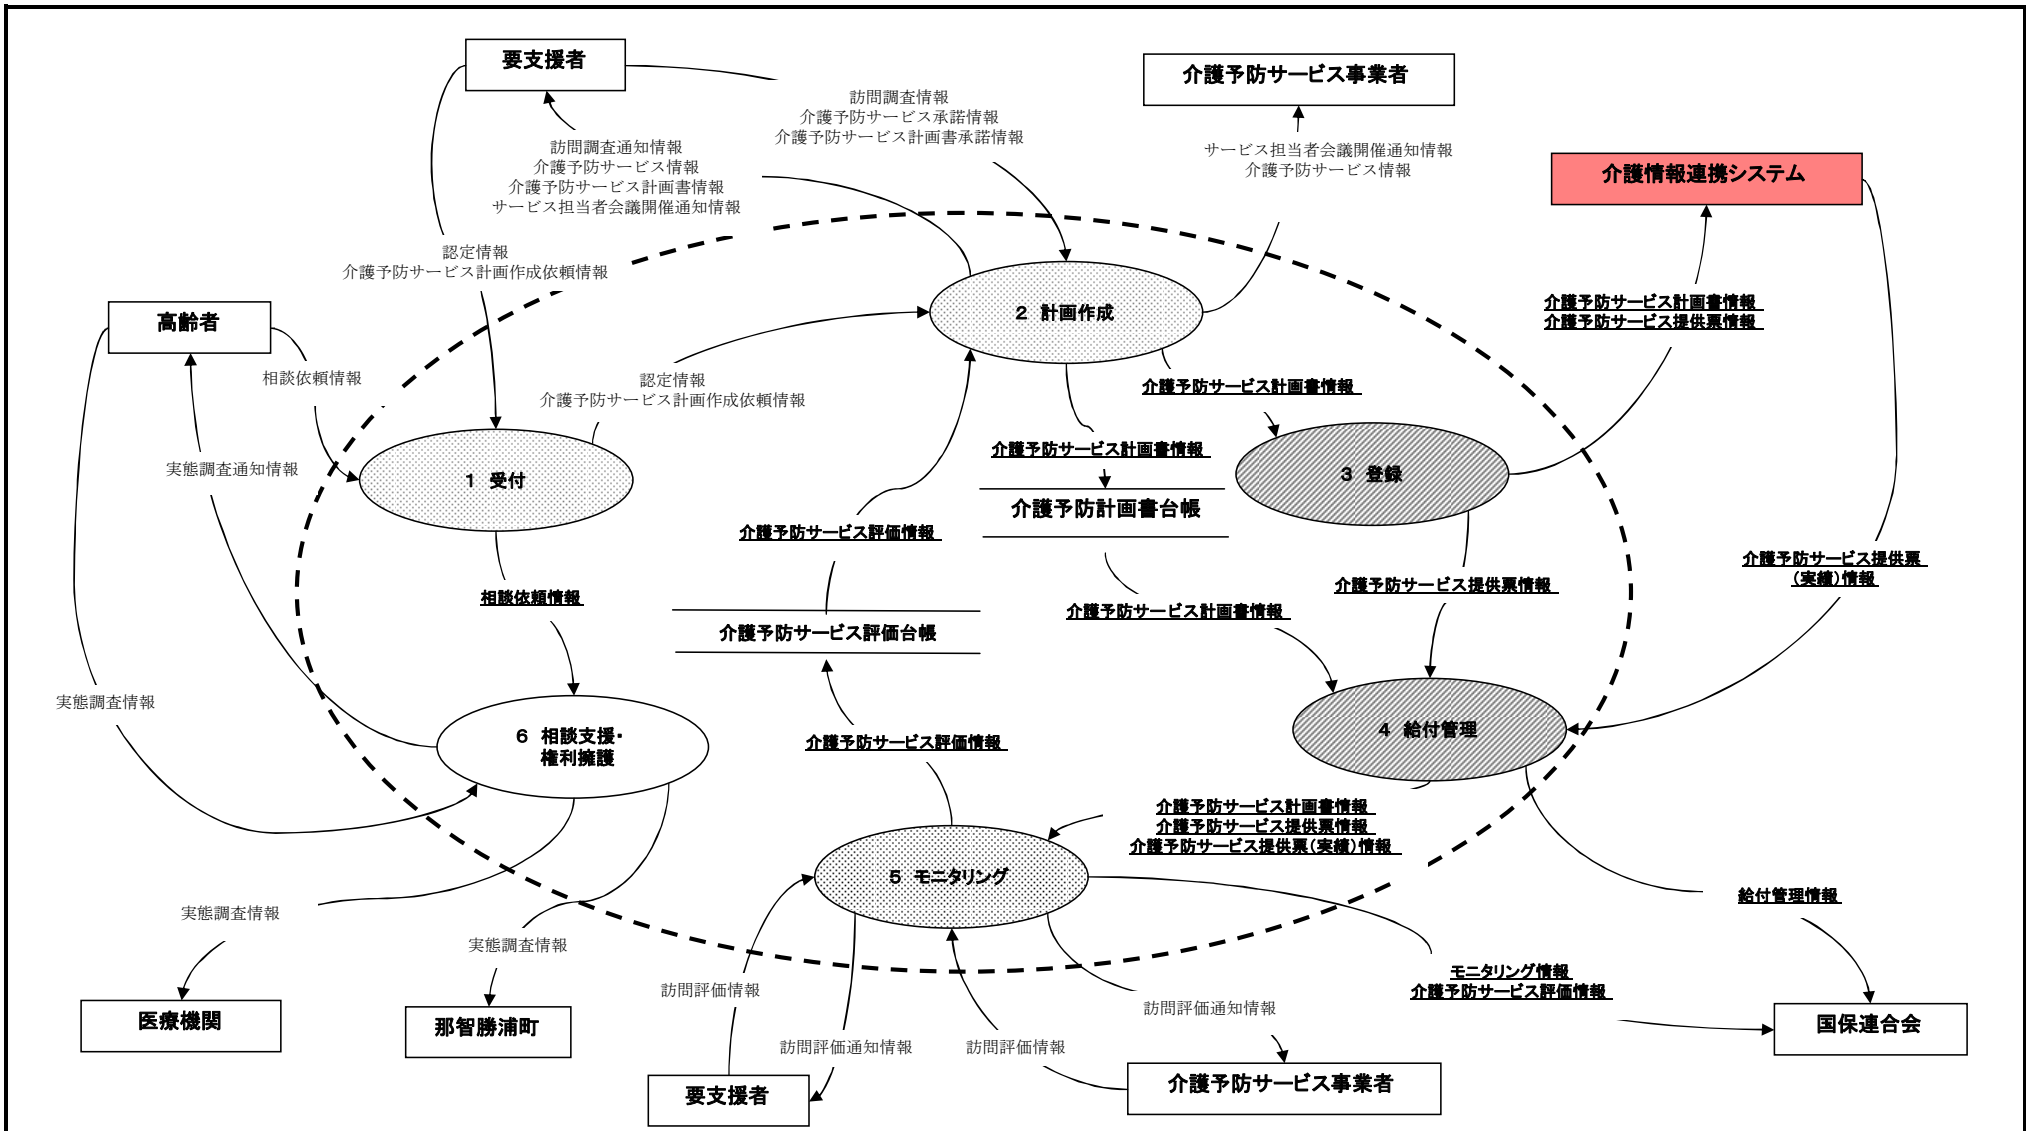 要支援者
介護予防サービス事業者
訪問調査情報
介護予防サービス承諾情報
介護予防サービス計画書承諾情報
訪問調査通知情報
介護予防サービス情報
介護予防サービス計画書情報
サービス担当者会議開催通知情報
サービス担当者会議開催通知情報
介護予防サービス情報
介護情報連携システム
認定情報
介護予防サービス計画作成依頼情報
高齢者
2 計画作成
介護予防サービス計画書情報
介護予防サービス提供票情報
相談依頼情報
認定情報
介護予防サービス計画作成依頼情報
介護予防サービス計画書情報
実態調査通知情報
1 受付
介護予防サービス計画書情報
3 登録
介護予防計画書台帳
介護予防サービス評価情報
介護予防サービス提供票
(実績)情報
相談依頼情報
介護予防サービス提供票情報
介護予防サービス計画書情報
介護予防サービス評価台帳
実態調査情報
6 相談支援・
権利擁護
介護予防サービス評価情報
4 給付管理
介護予防サービス計画書情報
介護予防サービス提供票情報
介護予防サービス提供票(実績)情報
5 モニタリング
給付管理情報
実態調査情報
実態調査情報
モニタリング情報
介護予防サービス評価情報
訪問評価情報
訪問評価通知情報
医療機関
那智勝浦町
国保連合会
訪問評価通知情報
訪問評価情報
要支援者
介護予防サービス事業者